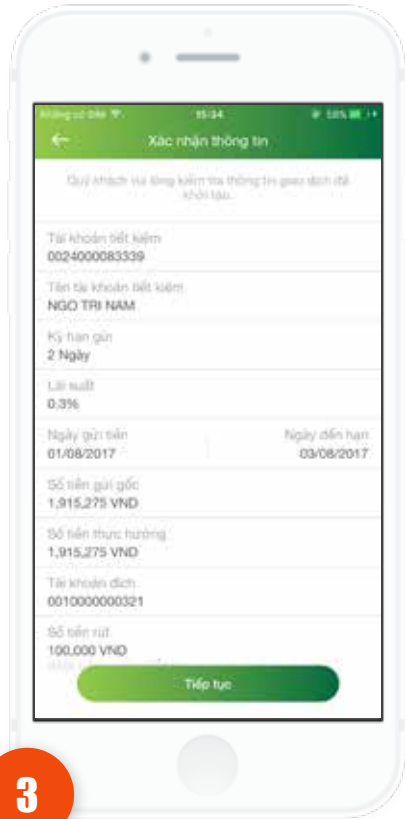 Không có SIM 15:34 58%
Xác nhận thông tin
Quý khách vui lòng kiểm tra thông tin giao dịch đã
khởi tạo.
Tài khoản tiết kiệm
0024000083339
Tên tài khoản tiết kiệm
NGO TRI NAM
Kỳ hạn gửi
2 Ngày
Lãi suất
0.3%
Ngày gửi tiền Ngày đến hạn
01/08/2017 03/08/2017
Số tiền gửi gốc
1,915,275 VND
Số tiền thực hưởng
1,915,275 VND
Tài khoản đích
0010000000321
Số tiền rút
100,000 VND
Tiếp tục
3